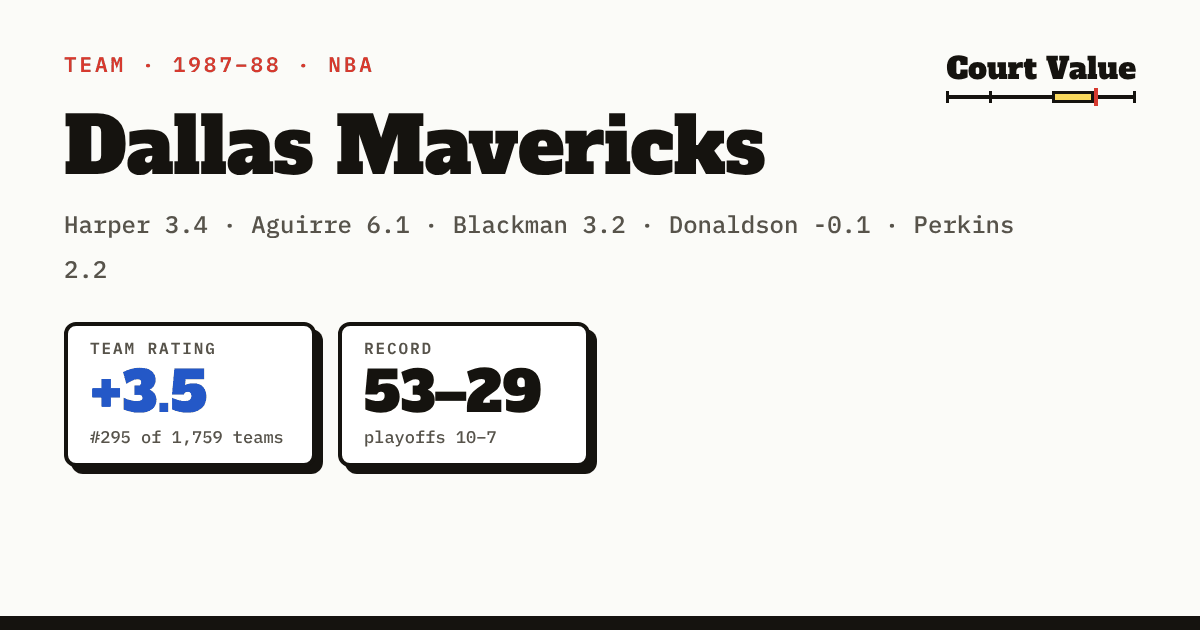 TEAM · 1987–88 · NBA
Court Value
Dallas Mavericks
Harper 3.4 · Aguirre 6.1 · Blackman 3.2 · Donaldson -0.1 · Perkins
2.2
TEAM RATING
+3.5
#295 of 1,759 teams
RECORD
53–29
playoffs 10–7